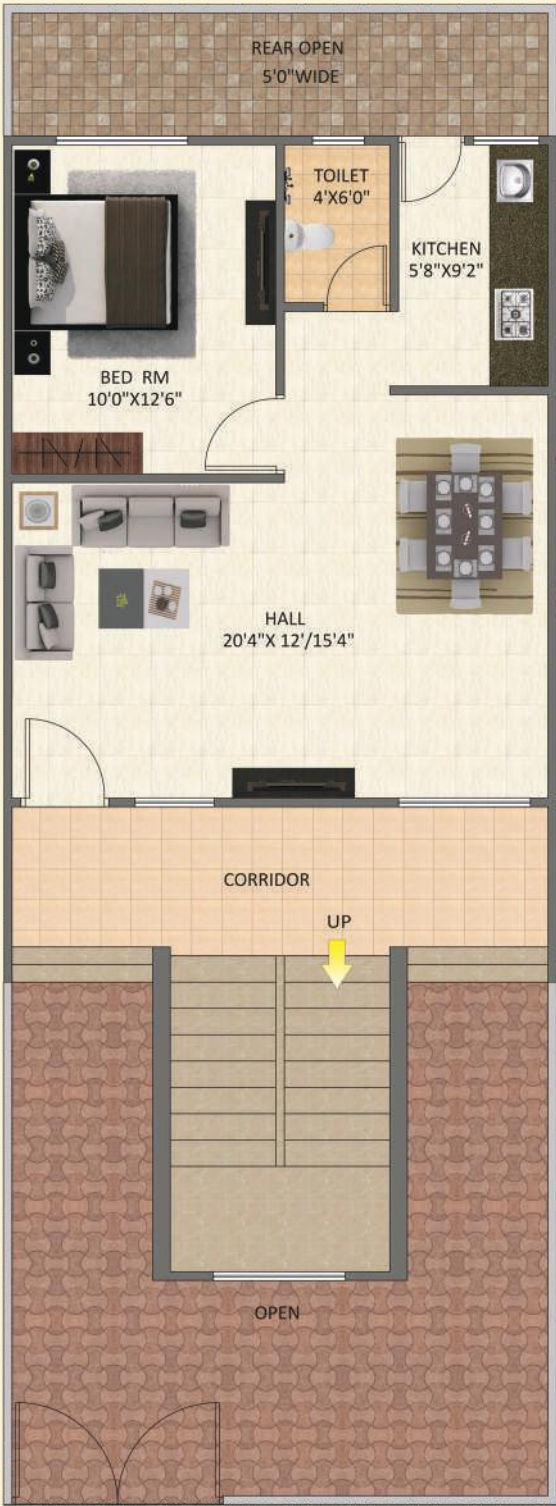 REAR OPEN
5'0"WIDE
TOILET
4'X6'0"
KITCHEN
5'8"X9'2"
BED RM
10'0"X12'6"
HALL
20'4"X 12'/15'4"
CORRIDOR
UP
OPEN